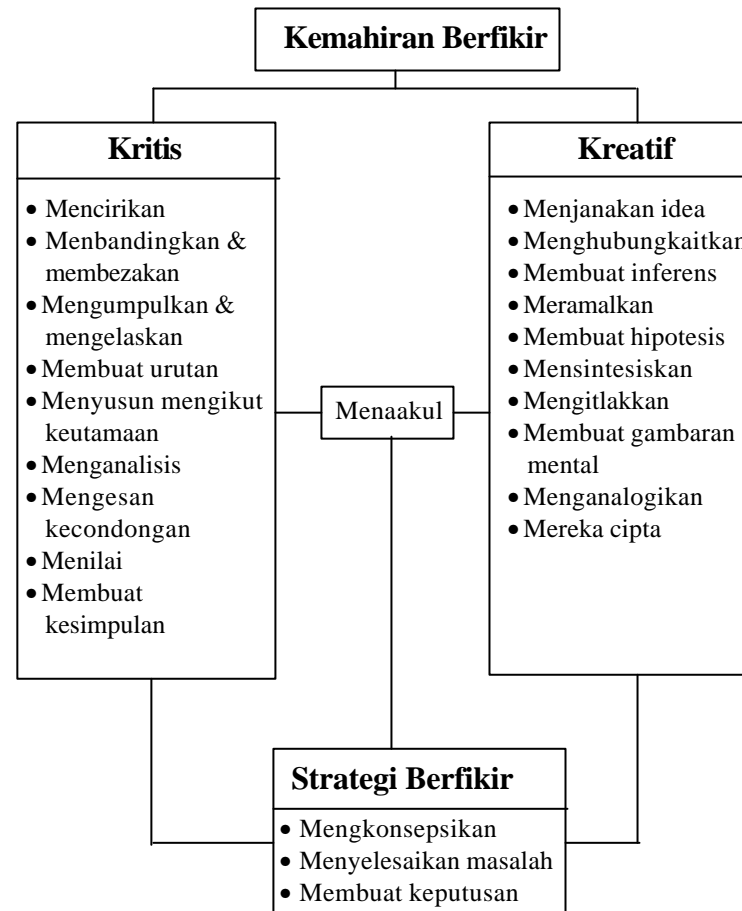 Kemahiran Berfikir
Kritis
• Mencirikan
• Menbandingkan &
membezakan
• Mengumpulkan &
mengelaskan
• Membuat urutan
• Menyusun mengikut
keutamaan
• Menganalisis
• Mengesan
kecondongan
• Menilai
• Membuat
kesimpulan
Menaakul
Kreatif
• Menjanakan idea
• Menghubungkaitkan
• Membuat inferens
• Meramalkan
• Membuat hipotesis
• Mensintesiskan
• Mengitlakkan
• Membuat gambaran
mental
• Menganalogikan
• Mereka cipta
Strategi Berfikir
• Mengkonsepsikan
• Menyelesaikan masalah
• Membuat keputusan